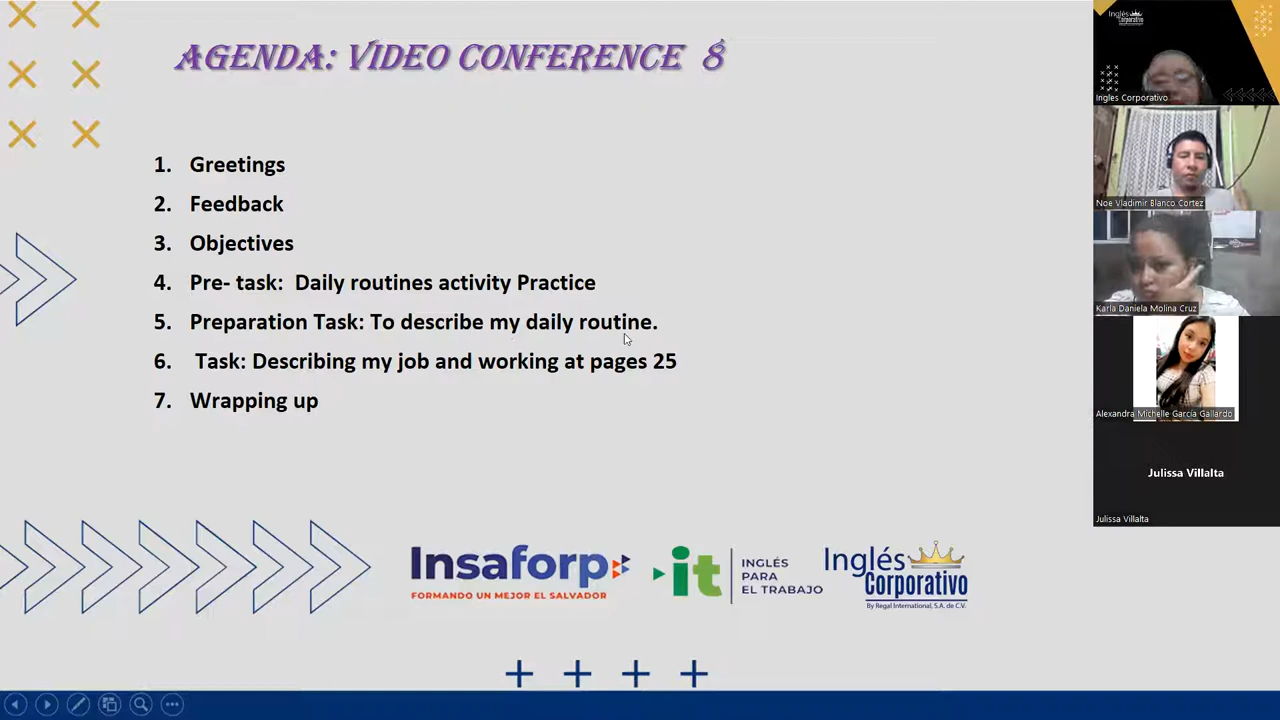 AGENDA: VIDEO CONFERENCE 8
1. Greetings
2. Feedback
3. Objectives
4. Pre- task: Daily routines activity Practice
5. Preparation Task: To describe my daily routine.
6. Task: Describing my job and working at pages 25
7. Wrapping up
Insaforp
FORMANDO UN MEJOR EL SALVADOR
it
INGLÉS
PARA
EL TRABAJO
Inglés
Corporativo
By Regal International, S.A. de C.V.
Inglés
Corporativo
Ingles Corporativo
Noe Vladimir Blanco Cortez
Karla Daniela Molina Cruz
Alexandra Michelle García Gallardo
Julissa Villalta
Julissa Villalta